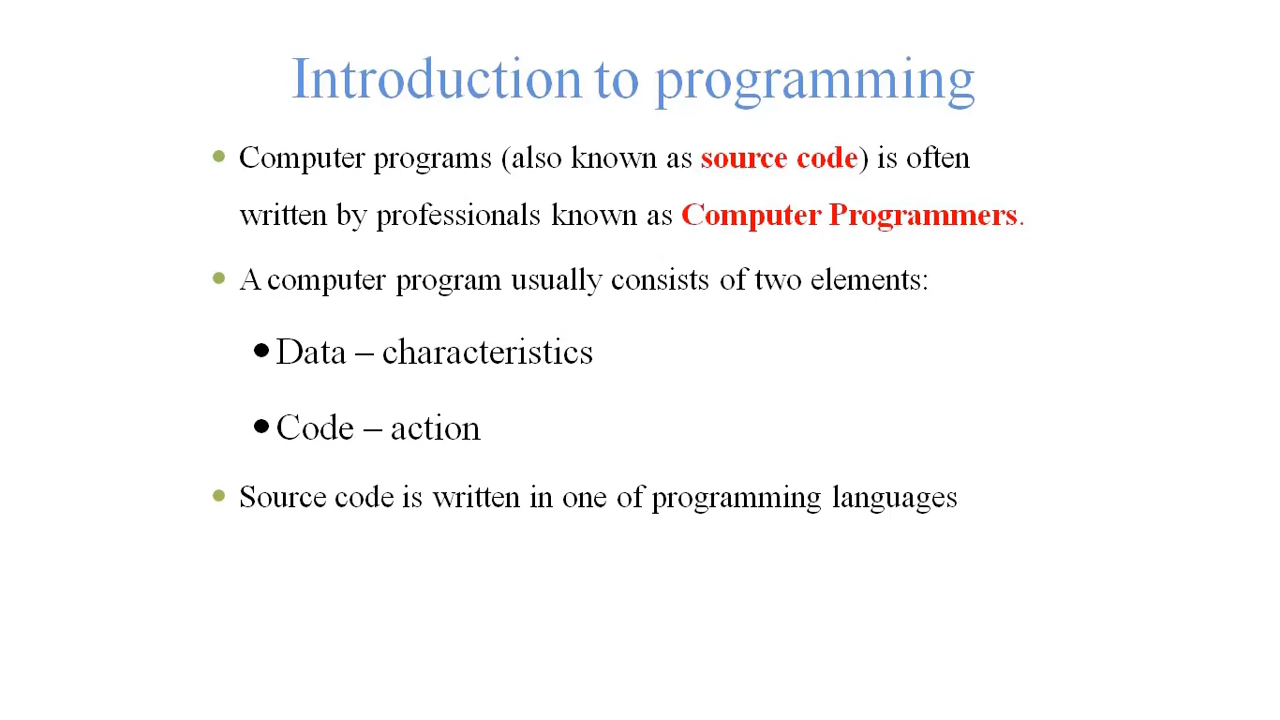 Introduction to programming
• Computer programs (also known as source code) is often
written by professionals known as Computer Programmers.
• A computer program usually consists of two elements:
• Data – characteristics
• Code – action
• Source code is written in one of programming languages